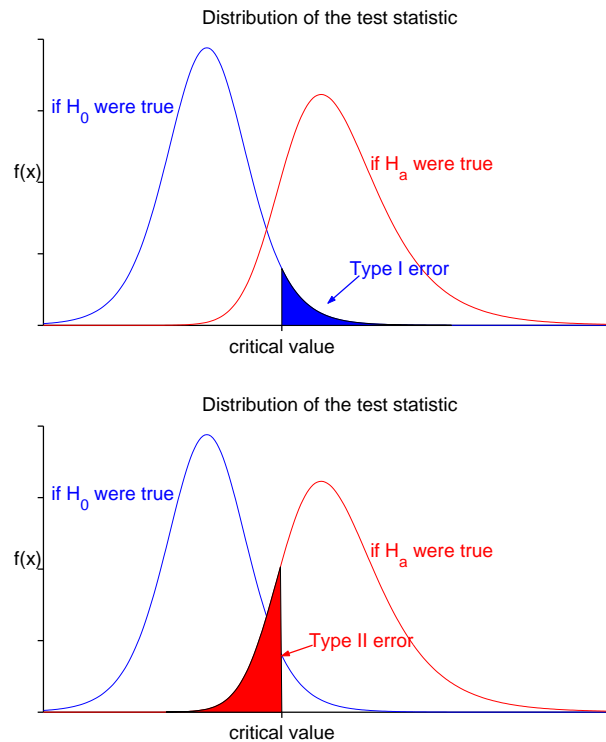 Distribution of the test statistic
if H₀ were true
if Hₐ were true
f(x)
Type I error
critical value
Distribution of the test statistic
if H₀ were true
if Hₐ were true
f(x)
Type II error
critical value